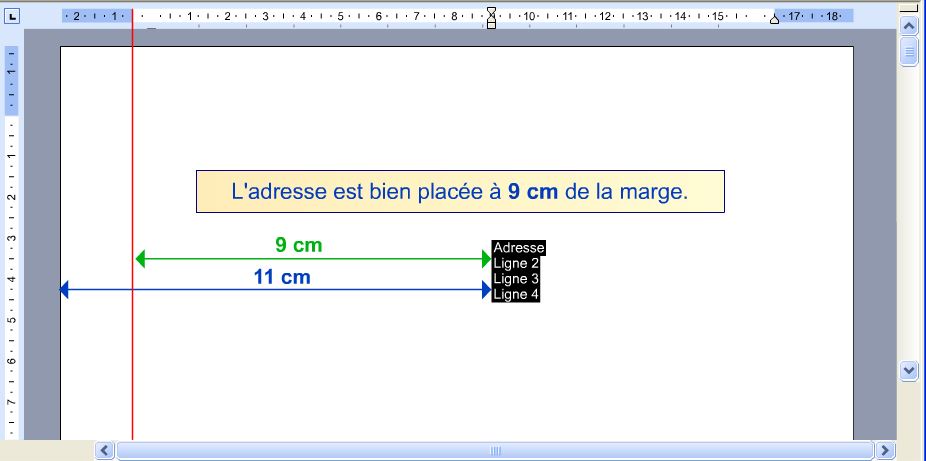 2 1 1 2 3 4 5 6 7 8 9 10 11 12 13 14 15 17 18
1
1
2
3
4
5
6
7
L'adresse est bien placée à 9 cm de la marge.
9 cm
11 cm
Adresse
Ligne 2
Ligne 3
Ligne 4